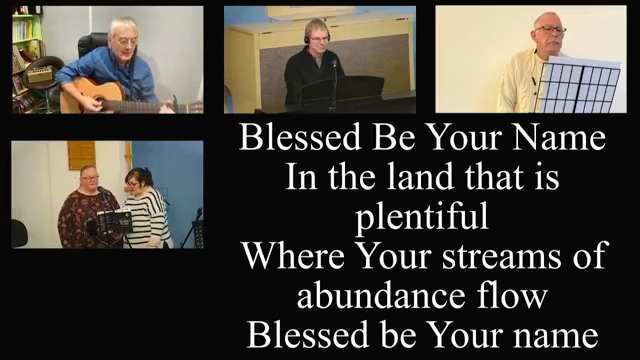 Blessed Be Your Name
In the land that is
plentiful
Where Your streams of
abundance flow
Blessed be Your name